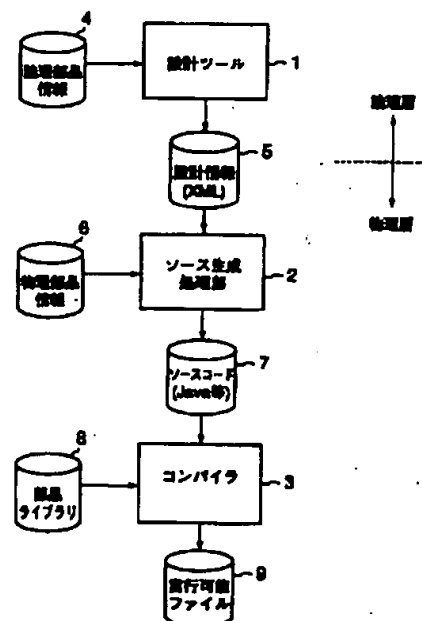 4
論理部品
情報
設計ツール
1
論理層
5
設計情報
(XML)
物理層
6
物理部品
情報
ソース生成
処理部
2
7
ソースコード
(Java等)
8
部品
ライブラリ
コンパイラ
3
9
実行可能
ファイル